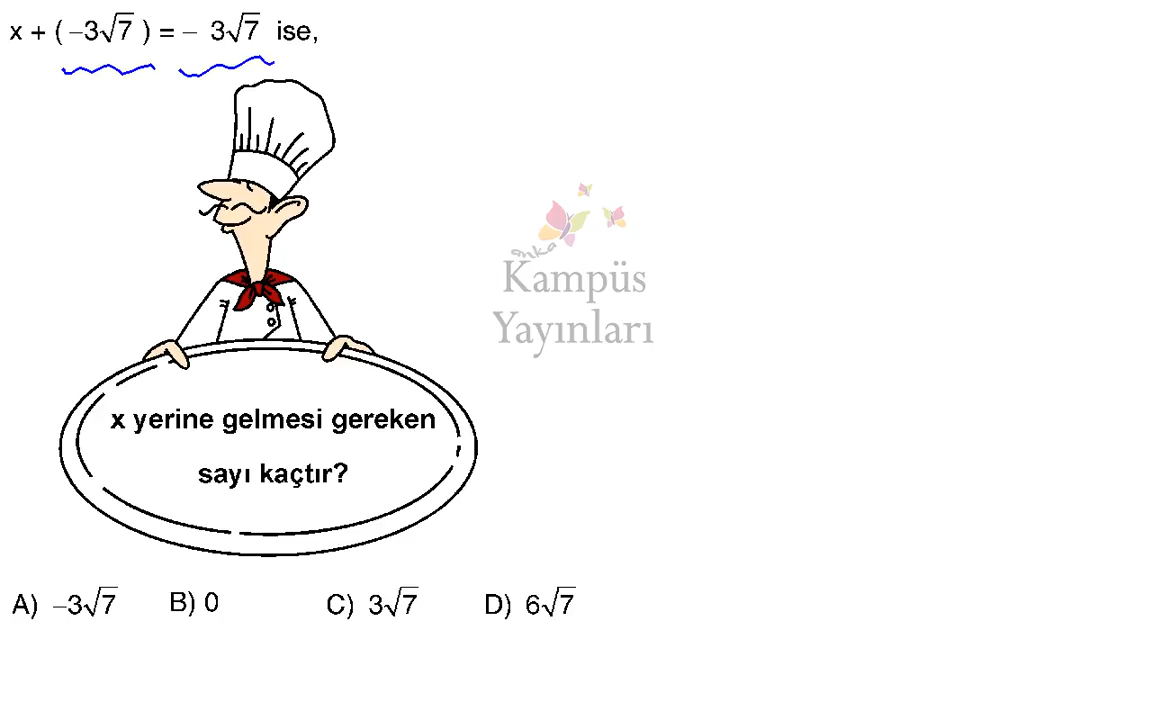 x + ( –3√7 ) = – 3√7 ise,
anka
Kampüs
Yayınları
x yerine gelmesi gereken
sayı kaçtır?
A) –3√7 B) 0 C) 3√7 D) 6√7